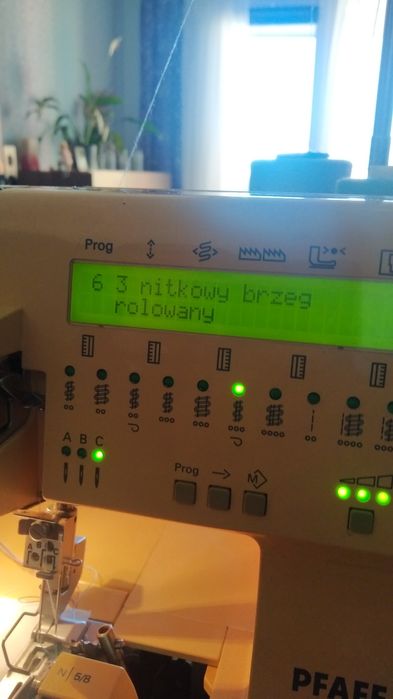 Prog
6 3 nitkowy brzeg
rolowany
A B C
Prog
M
N 5/8
PFAFF